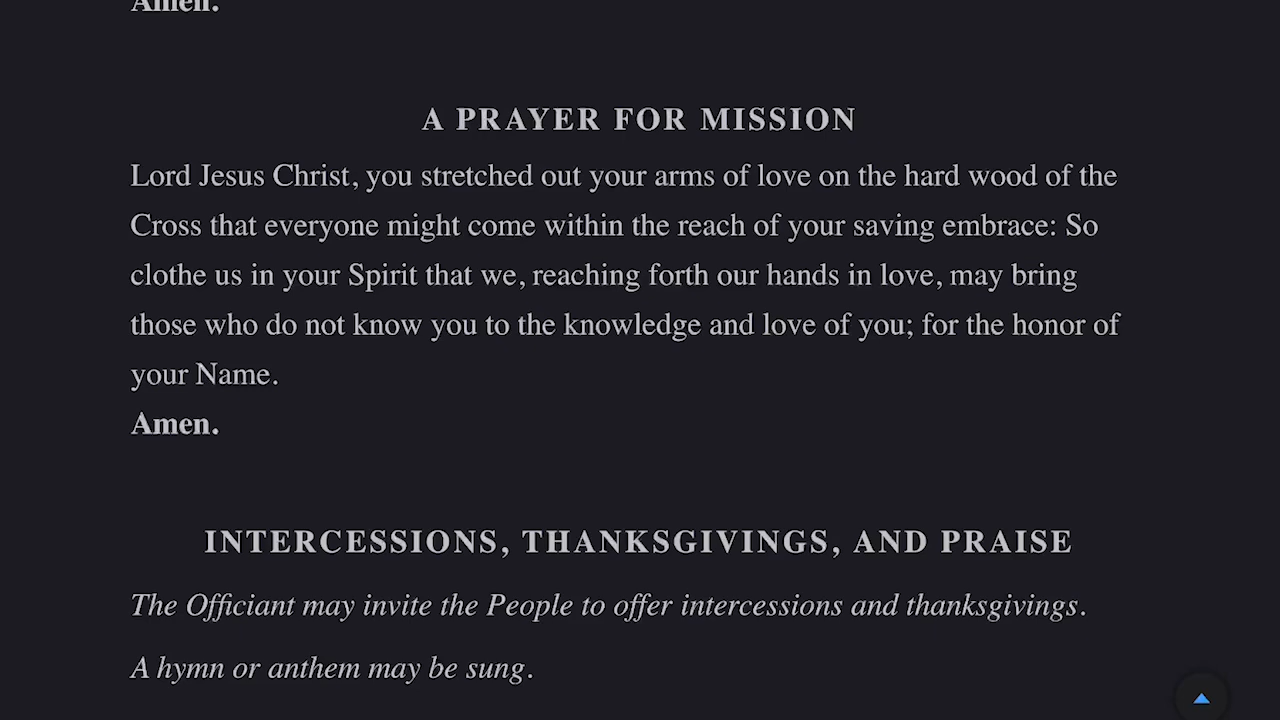 Amen.
A PRAYER FOR MISSION
Lord Jesus Christ, you stretched out your arms of love on the hard wood of the
Cross that everyone might come within the reach of your saving embrace: So
clothe us in your Spirit that we, reaching forth our hands in love, may bring
those who do not know you to the knowledge and love of you; for the honor of
your Name.
Amen.
INTERCESSIONS, THANKSGIVINGS, AND PRAISE
The Officiant may invite the People to offer intercessions and thanksgivings.
A hymn or anthem may be sung.